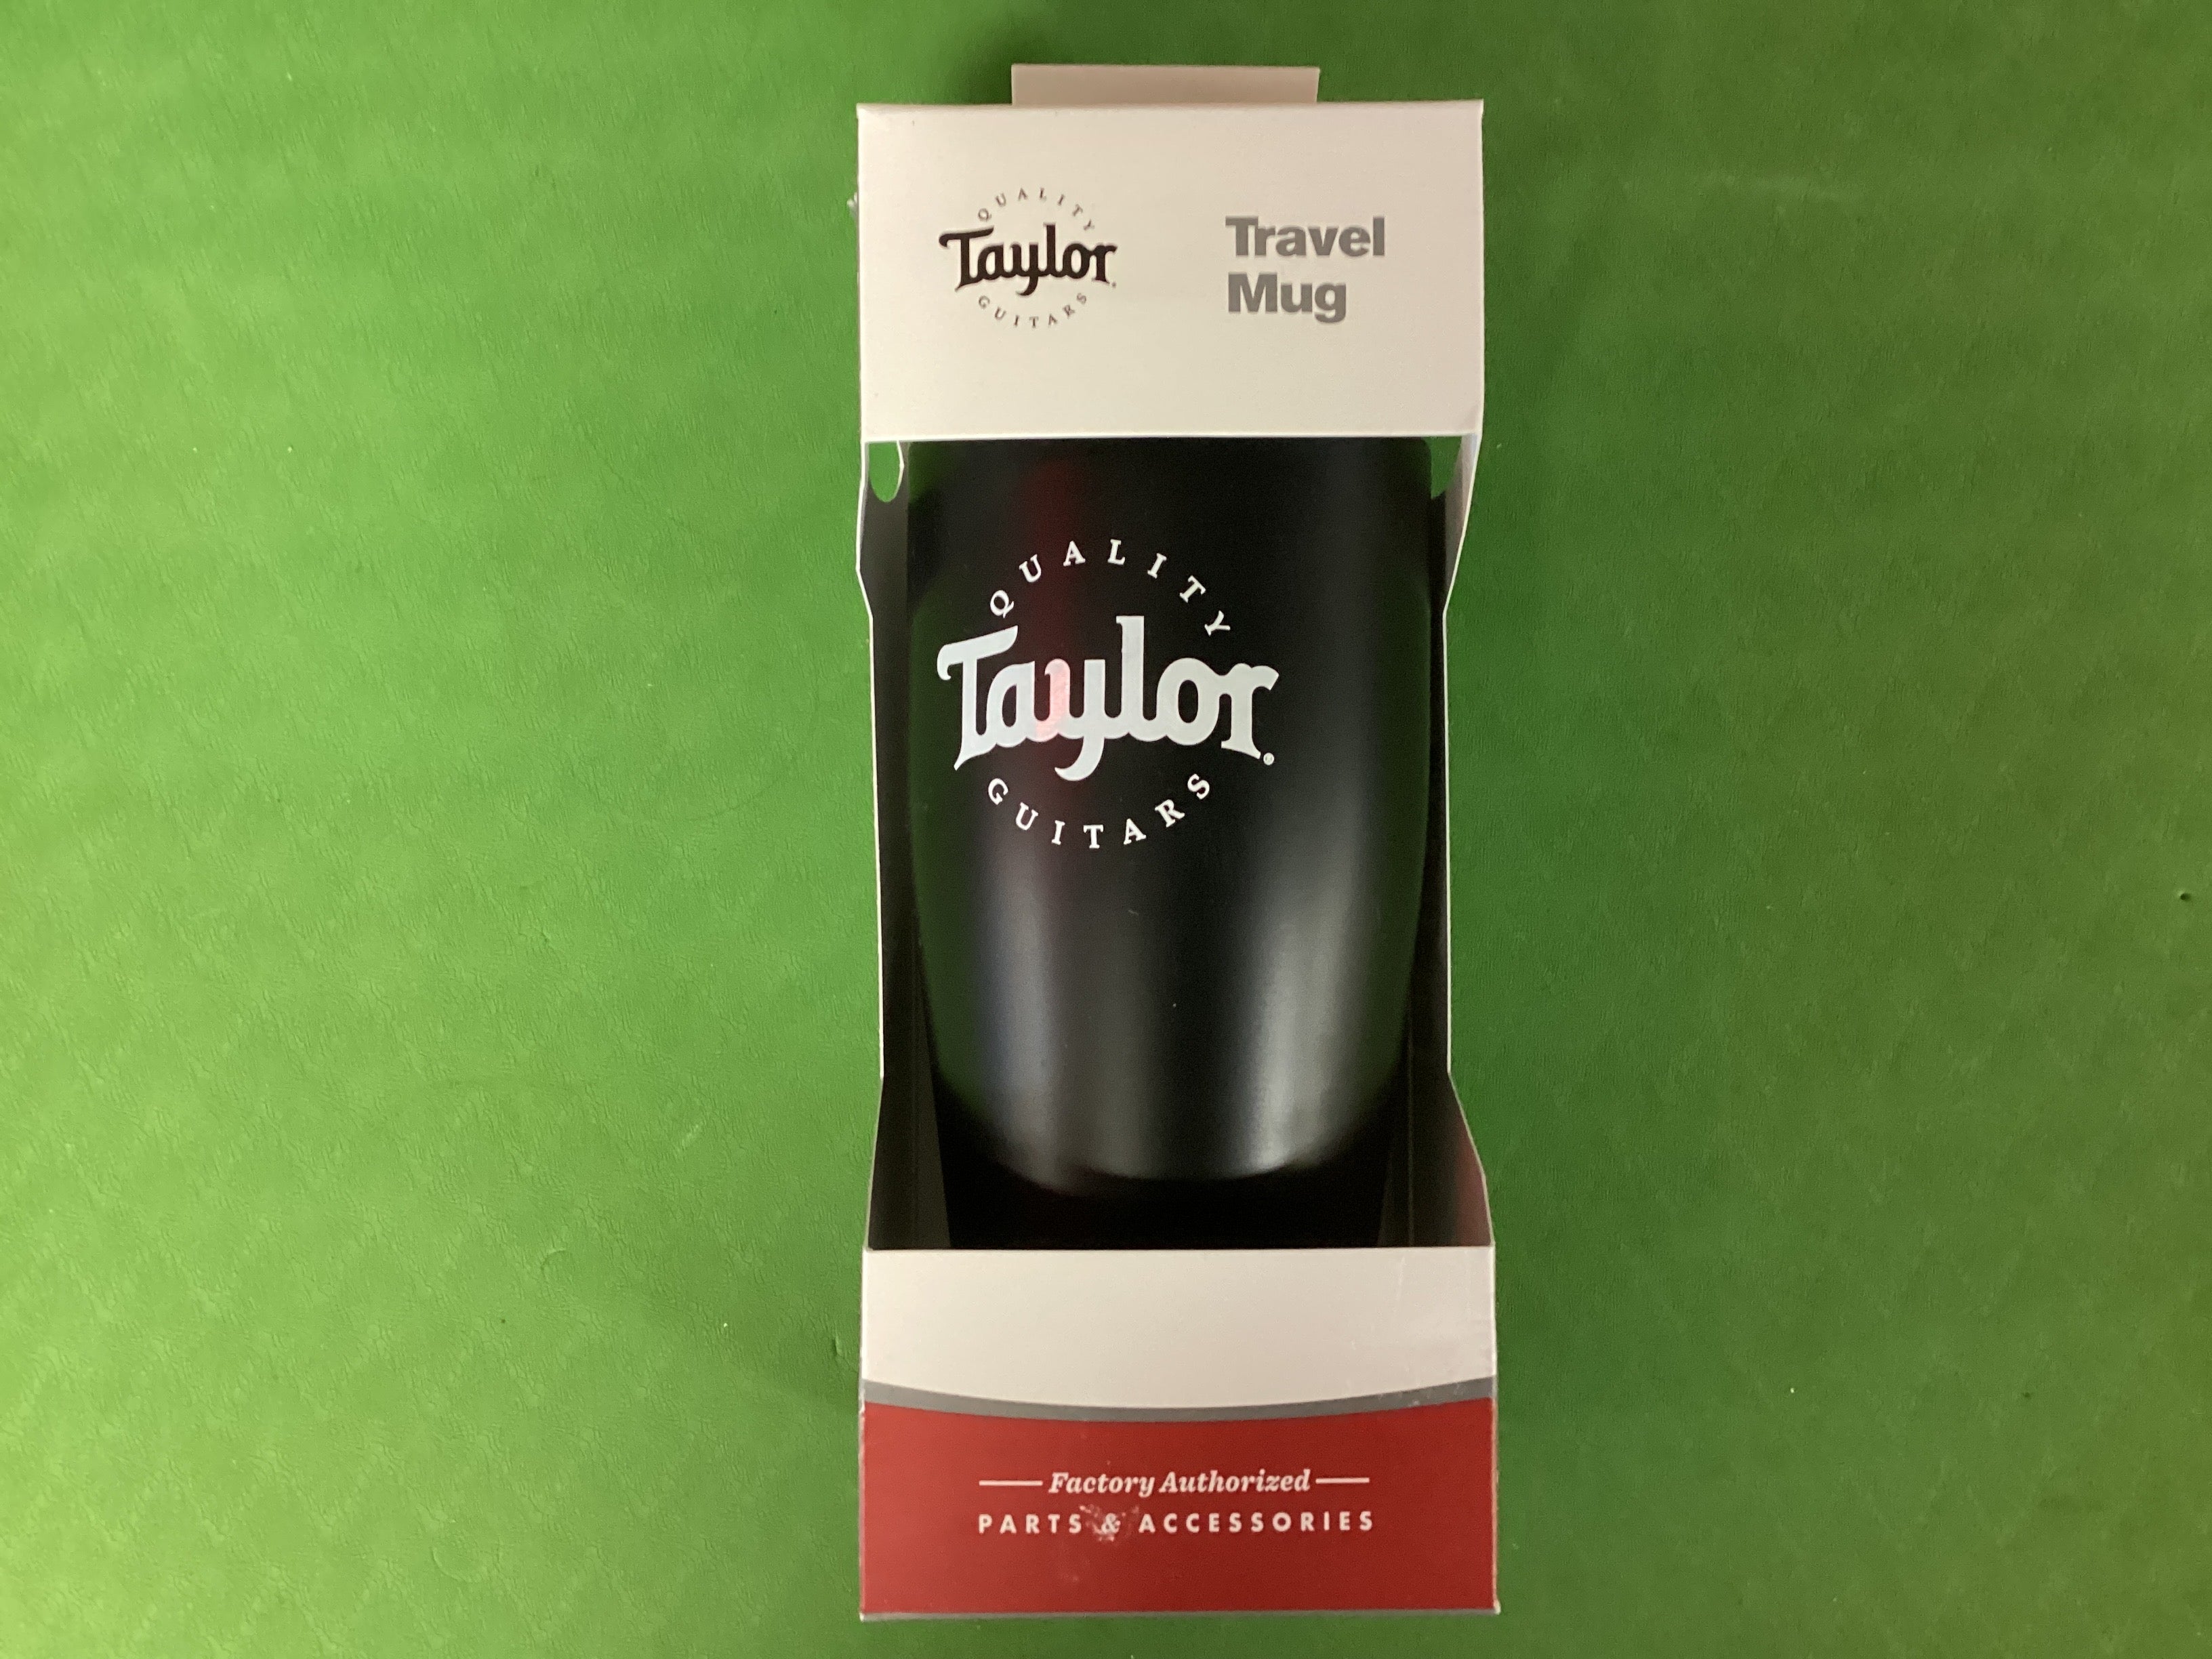 QUALITY
Taylor
GUITARS
Travel
Mug
QUALITY
Taylor®
GUITARS
Factory Authorized
PARTS & ACCESSORIES